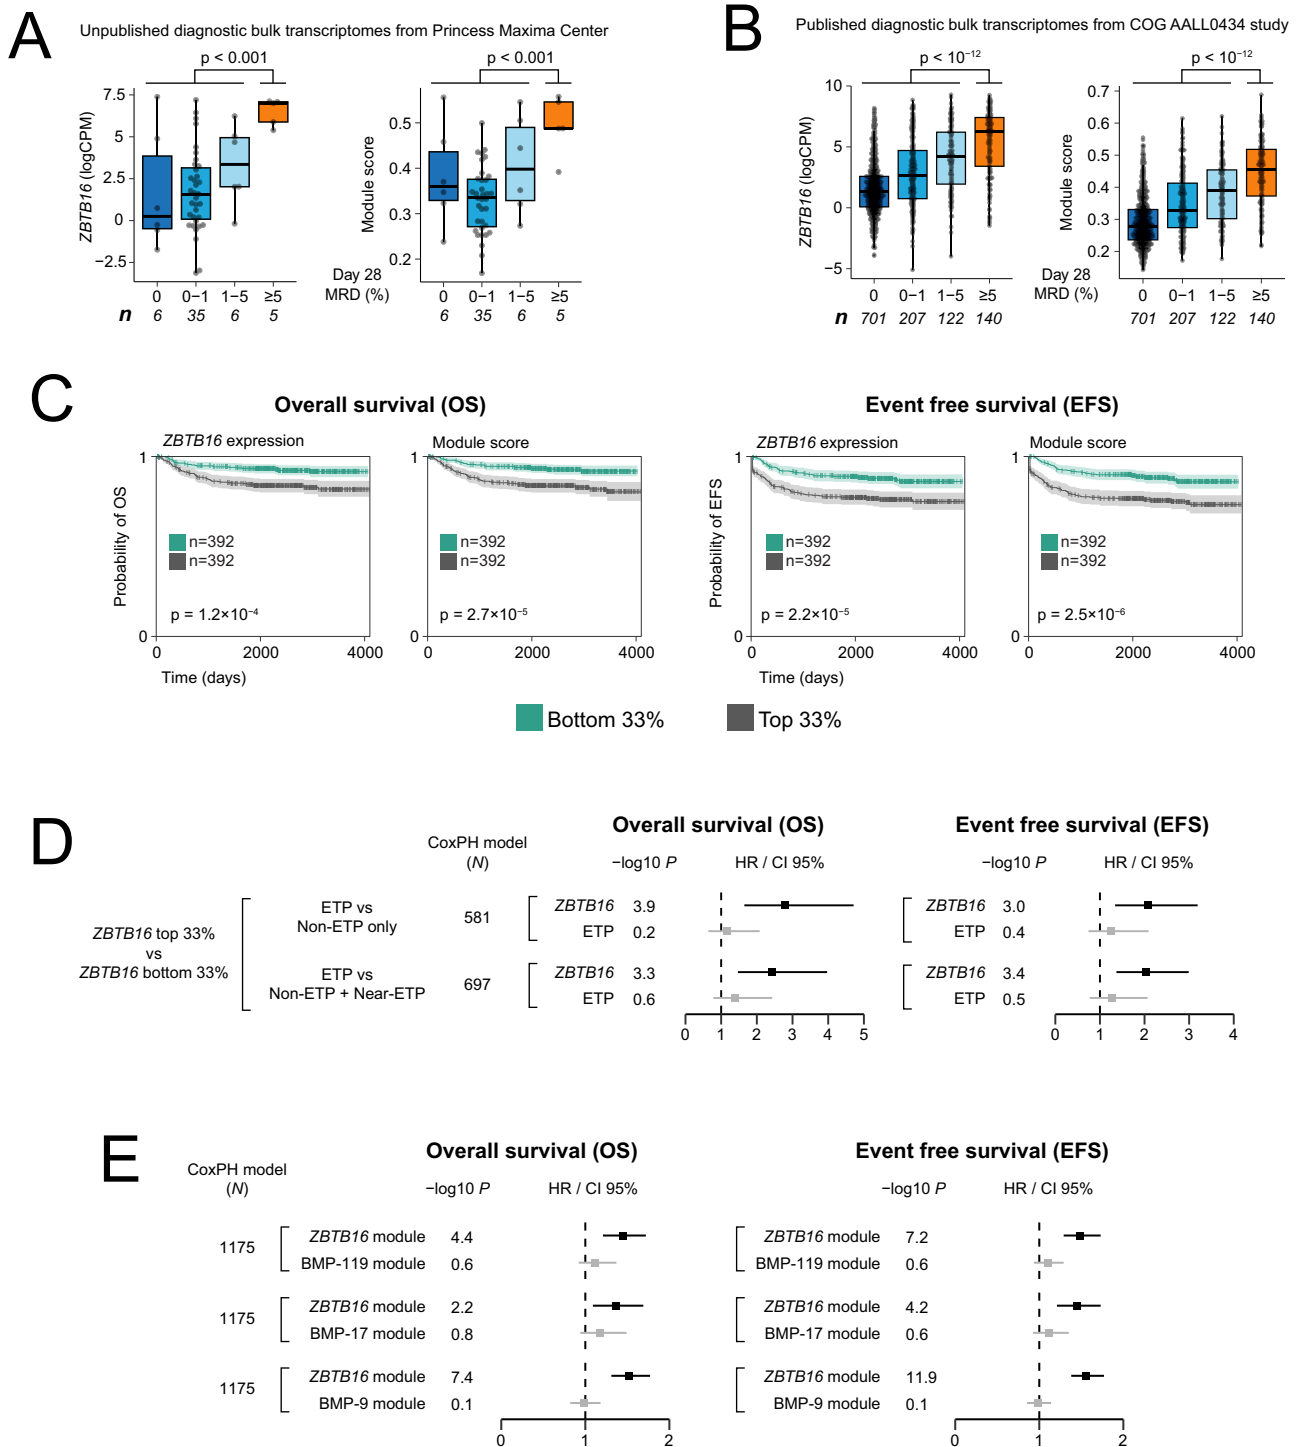 A
Unpublished diagnostic bulk transcriptomes from Princess Maxima Center
p < 0.001
p < 0.001
ZBTB16 (logCPM)
7.5
5
2.5
0
−2.5
Module score
0.5
0.4
0.3
0.2
Day 28
MRD (%)
0 0−1 1−5 ≥5
0 0−1 1−5 ≥5
n 6 35 6 5
6 35 6 5
B
Published diagnostic bulk transcriptomes from COG AALL0434 study
p < 10−12
p < 10−12
ZBTB16 (logCPM)
10
5
0
−5
Module score
0.7
0.6
0.5
0.4
0.3
0.2
Day 28
MRD (%)
0 0−1 1−5 ≥5
0 0−1 1−5 ≥5
n 701 207 122 140
701 207 122 140
C
Overall survival (OS)
Event free survival (EFS)
ZBTB16 expression
Module score
ZBTB16 expression
Module score
Probability of OS
1
0
n=392
n=392
p = 1.2×10−4
0 2000 4000
Time (days)
1
0
n=392
n=392
p = 2.7×10−5
0 2000 4000
Probability of EFS
1
0
n=392
n=392
p = 2.2×10−5
0 2000 4000
Time (days)
1
0
n=392
n=392
p = 2.5×10−6
0 2000 4000
Bottom 33%
Top 33%
D
Overall survival (OS)
Event free survival (EFS)
CoxPH model
(N)
−log10 P
HR / CI 95%
−log10 P
HR / CI 95%
ZBTB16 top 33%
vs
ZBTB16 bottom 33%
ETP vs
Non-ETP only
581
ZBTB16 3.9
ETP 0.2
ZBTB16 3.0
ETP 0.4
ETP vs
Non-ETP + Near-ETP
697
ZBTB16 3.3
ETP 0.6
ZBTB16 3.4
ETP 0.5
0 1 2 3 4 5
0 1 2 3 4
E
Overall survival (OS)
Event free survival (EFS)
CoxPH model
(N)
−log10 P
HR / CI 95%
−log10 P
HR / CI 95%
1175
ZBTB16 module 4.4
BMP-119 module 0.6
ZBTB16 module 7.2
BMP-119 module 0.6
1175
ZBTB16 module 2.2
BMP-17 module 0.8
ZBTB16 module 4.2
BMP-17 module 0.6
1175
ZBTB16 module 7.4
BMP-9 module 0.1
ZBTB16 module 11.9
BMP-9 module 0.1
0 1 2
0 1 2